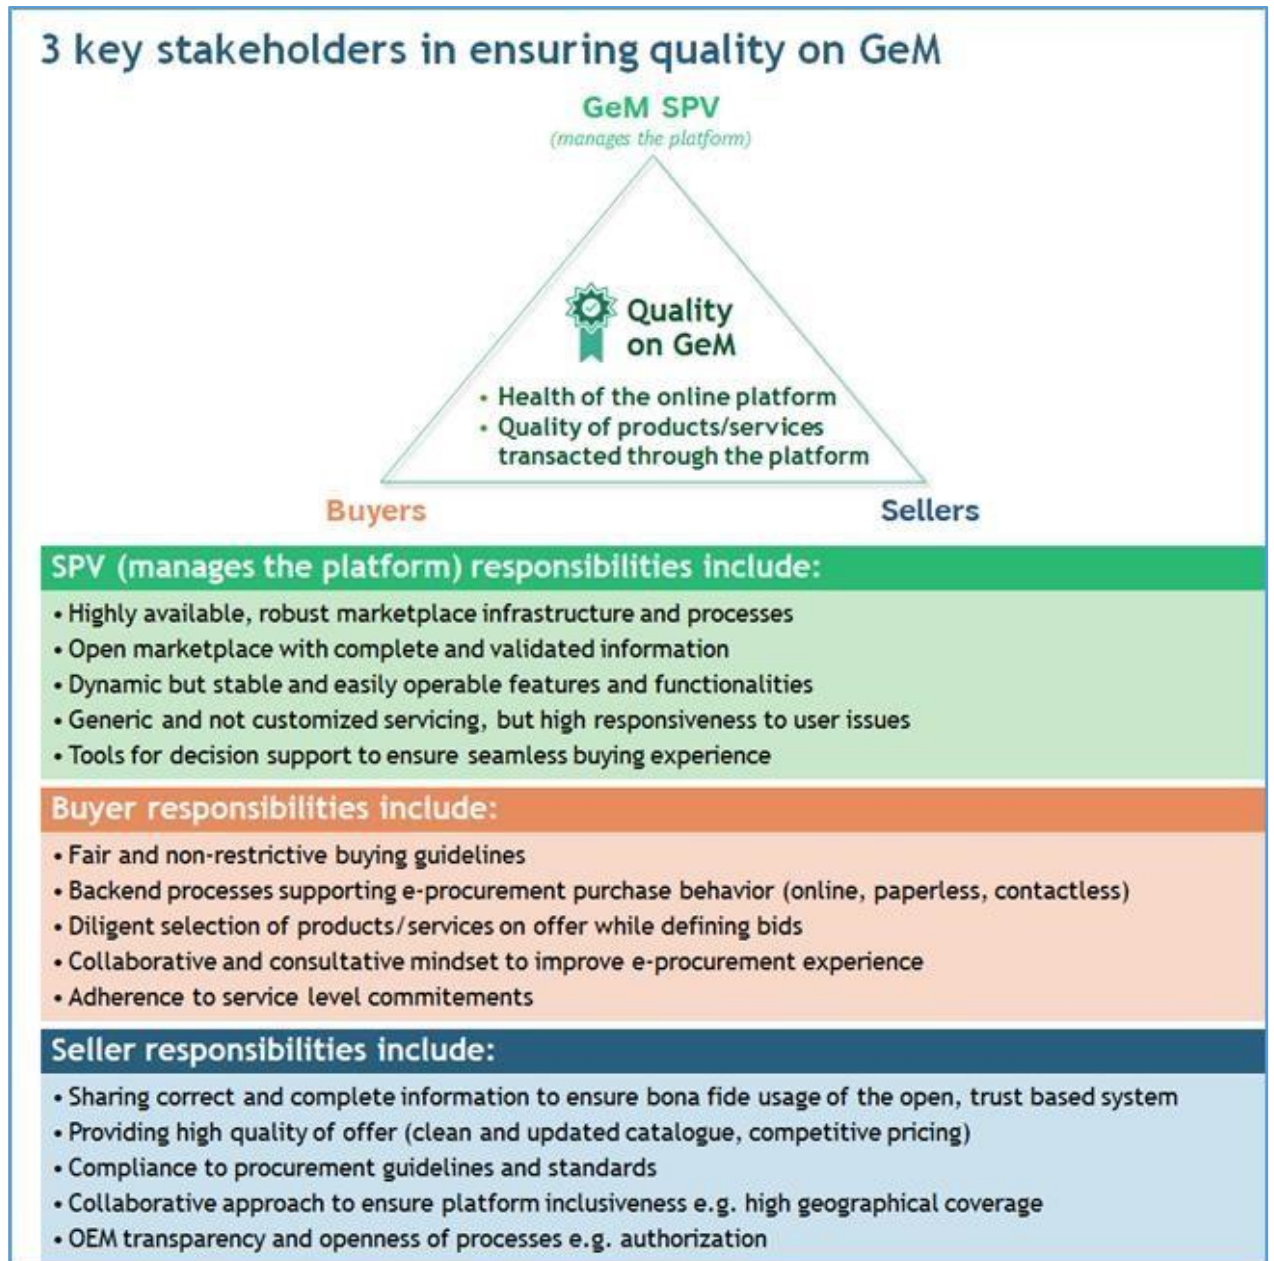 3 key stakeholders in ensuring quality on GeM
GeM SPV
(manages the platform)
Quality
on GeM
• Health of the online platform
• Quality of products/services
transacted through the platform
Buyers
Sellers
SPV (manages the platform) responsibilities include:
• Highly available, robust marketplace infrastructure and processes
• Open marketplace with complete and validated information
• Dynamic but stable and easily operable features and functionalities
• Generic and not customized servicing, but high responsiveness to user issues
• Tools for decision support to ensure seamless buying experience
Buyer responsibilities include:
• Fair and non-restrictive buying guidelines
• Backend processes supporting e-procurement purchase behavior (online, paperless, contactless)
• Diligent selection of products/services on offer while defining bids
• Collaborative and consultative mindset to improve e-procurement experience
• Adherence to service level commitements
Seller responsibilities include:
• Sharing correct and complete information to ensure bona fide usage of the open, trust based system
• Providing high quality of offer (clean and updated catalogue, competitive pricing)
• Compliance to procurement guidelines and standards
• Collaborative approach to ensure platform inclusiveness e.g. high geographical coverage
• OEM transparency and openness of processes e.g. authorization